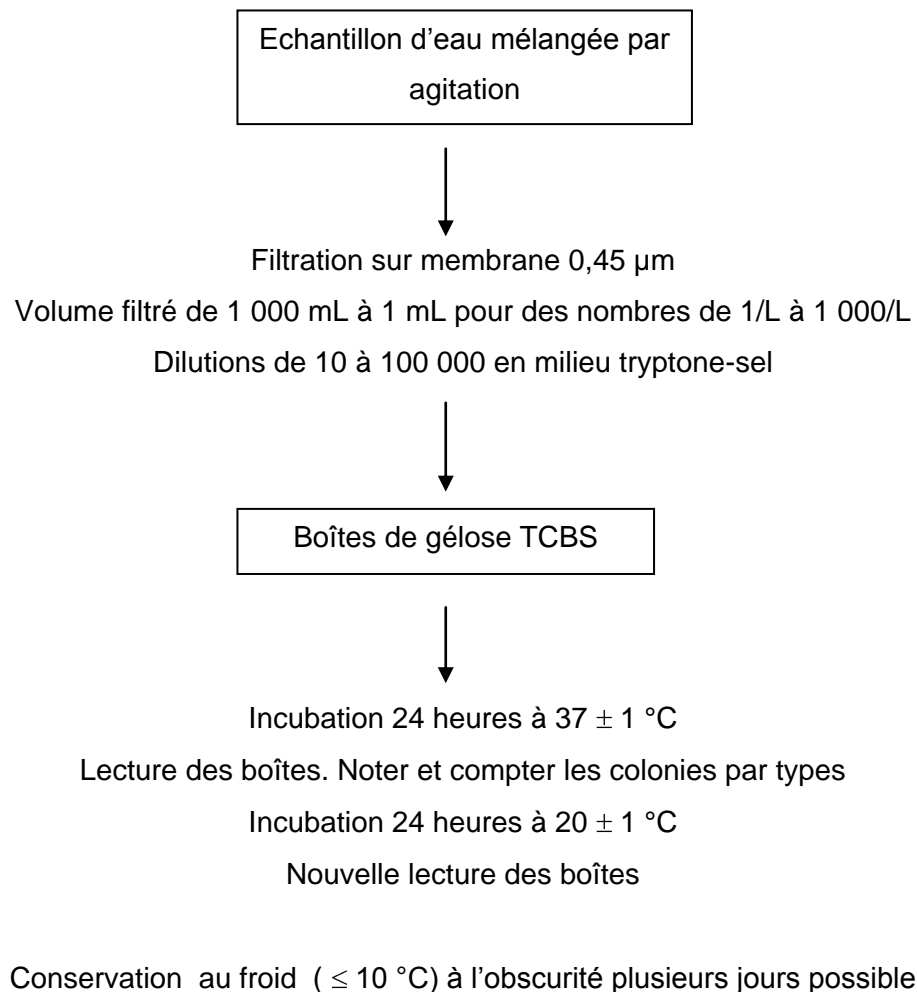 Echantillon d'eau mélangée par
agitation
Filtration sur membrane 0,45 µm
Volume filtré de 1 000 mL à 1 mL pour des nombres de 1/L à 1 000/L
Dilutions de 10 à 100 000 en milieu tryptone-sel
Boîtes de gélose TCBS
Incubation 24 heures à 37 ± 1 °C
Lecture des boîtes. Noter et compter les colonies par types
Incubation 24 heures à 20 ± 1 °C
Nouvelle lecture des boîtes
Conservation au froid ( ≤ 10 °C) à l'obscurité plusieurs jours possible